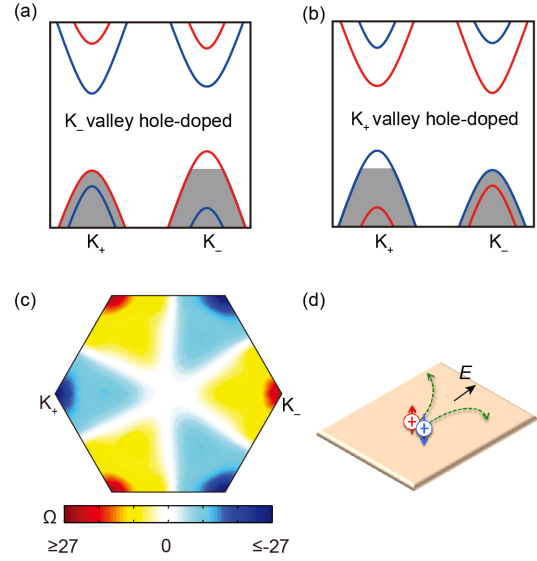 (a)
K₋ valley hole-doped
K₊
K₋
(b)
K₊ valley hole-doped
K₊
K₋
(c)
K₊
K₋
Ω
≥27
0
≤-27
(d)
E
+
+